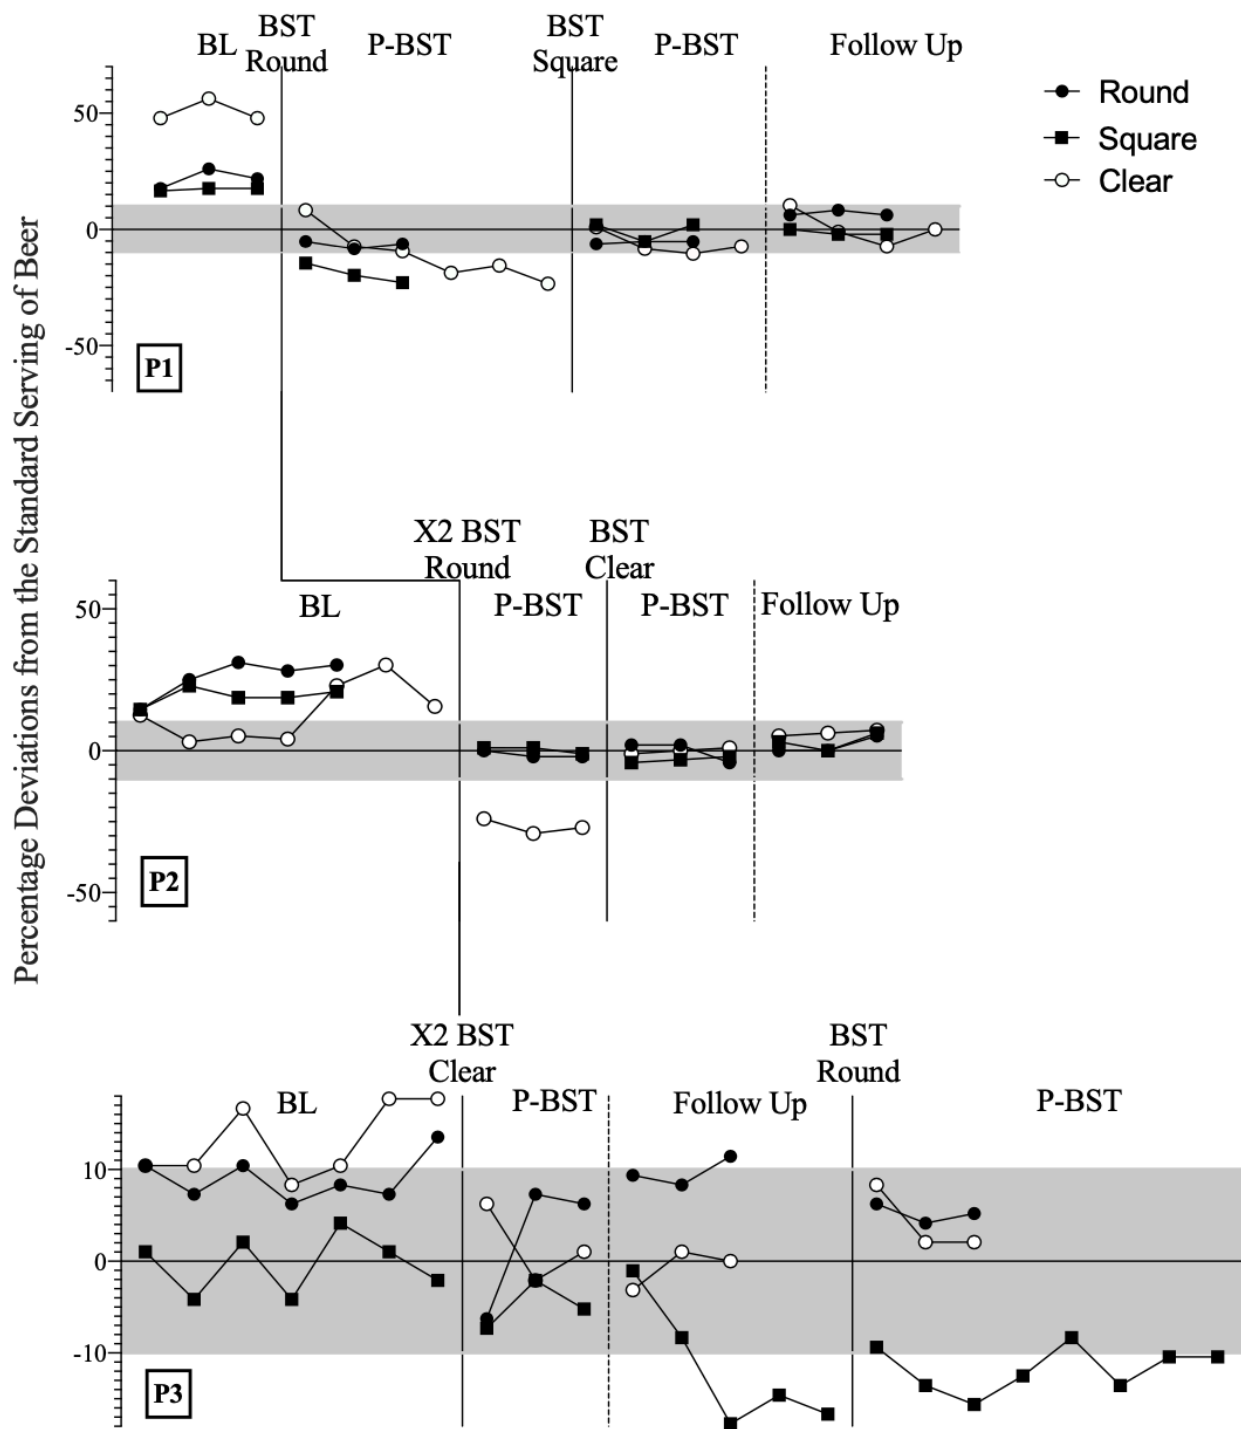 Percentage Deviations from the Standard Serving of Beer
BL
BST
Round
P-BST
BST
Square
P-BST
Follow Up
Round
Square
Clear
50
0
-50
P1
X2 BST
Round
BST
Clear
BL
P-BST
P-BST
Follow Up
50
0
-50
P2
X2 BST
Clear
BST
Round
BL
P-BST
Follow Up
P-BST
10
0
-10
P3